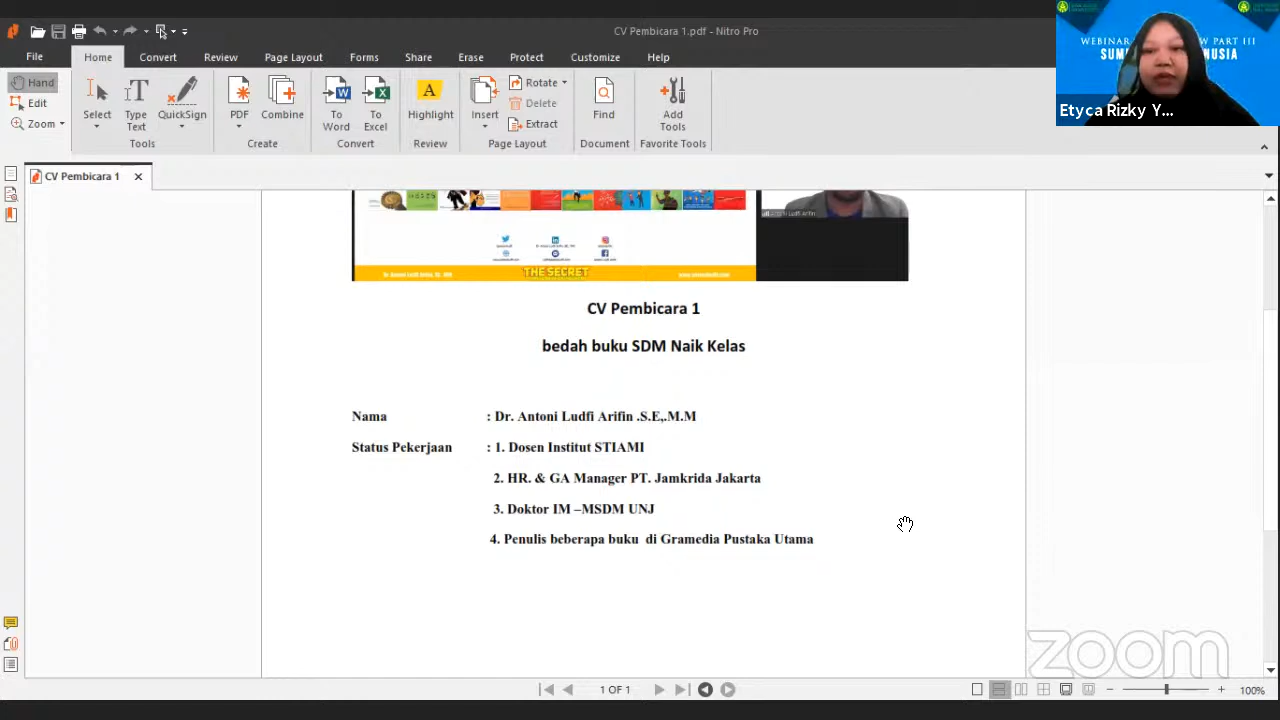 CV Pembicara 1.pdf - Nitro Pro
File Home Convert Review Page Layout Forms Share Erase Protect Customize Help
Hand
Edit
Zoom
Select
Type Text
QuickSign
Tools
PDF
Combine
Create
To Word
To Excel
Convert
Highlight
Review
Insert
Rotate
Delete
Extract
Page Layout
Find
Document
Add Tools
Favorite Tools
WEBINAR
W PART III
SUM
NUSIA
Etyca Rizky Y...
CV Pembicara 1
THE SECRET
CV Pembicara 1
bedah buku SDM Naik Kelas
Nama : Dr. Antoni Ludfi Arifin .S.E,.M.M
Status Pekerjaan : 1. Dosen Institut STIAMI
2. HR. & GA Manager PT. Jamkrida Jakarta
3. Doktor IM –MSDM UNJ
4. Penulis beberapa buku di Gramedia Pustaka Utama
zoom
1 OF 1
100%